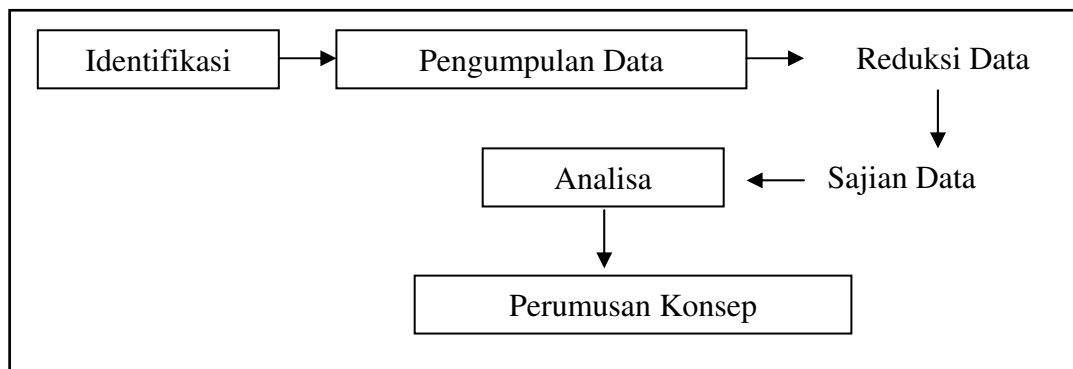 Identifikasi
Pengumpulan Data
Reduksi Data
Sajian Data
Analisa
Perumusan Konsep